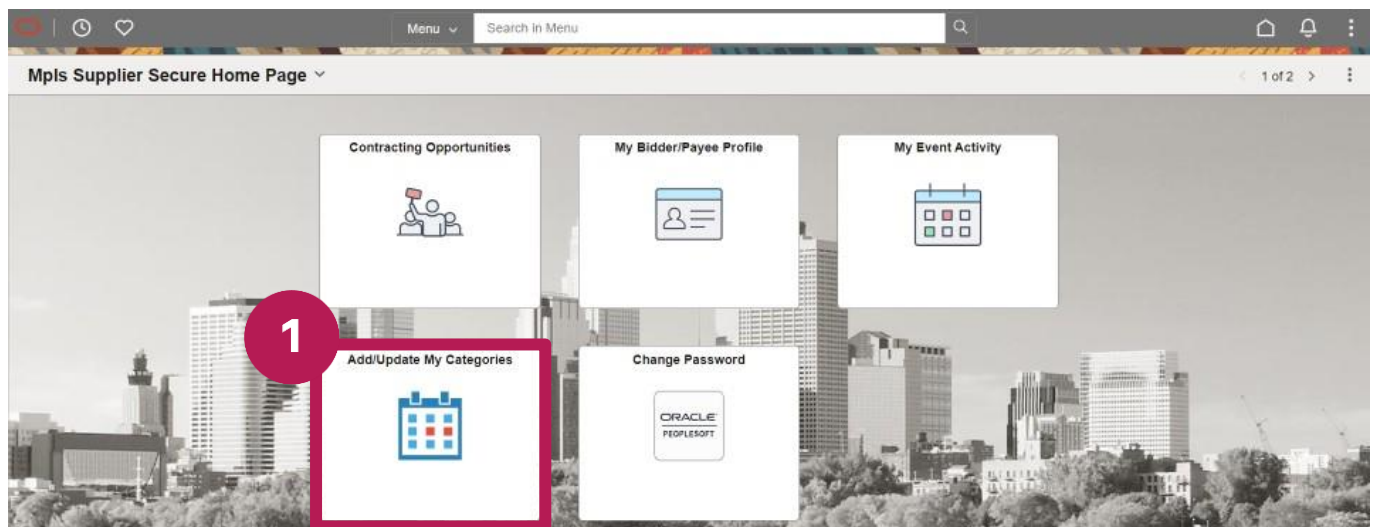 Menu
Search in Menu
Mpls Supplier Secure Home Page
1 of 2
Contracting Opportunities
My Bidder/Payee Profile
My Event Activity
1
Add/Update My Categories
Change Password
ORACLE
PEOPLESOFT